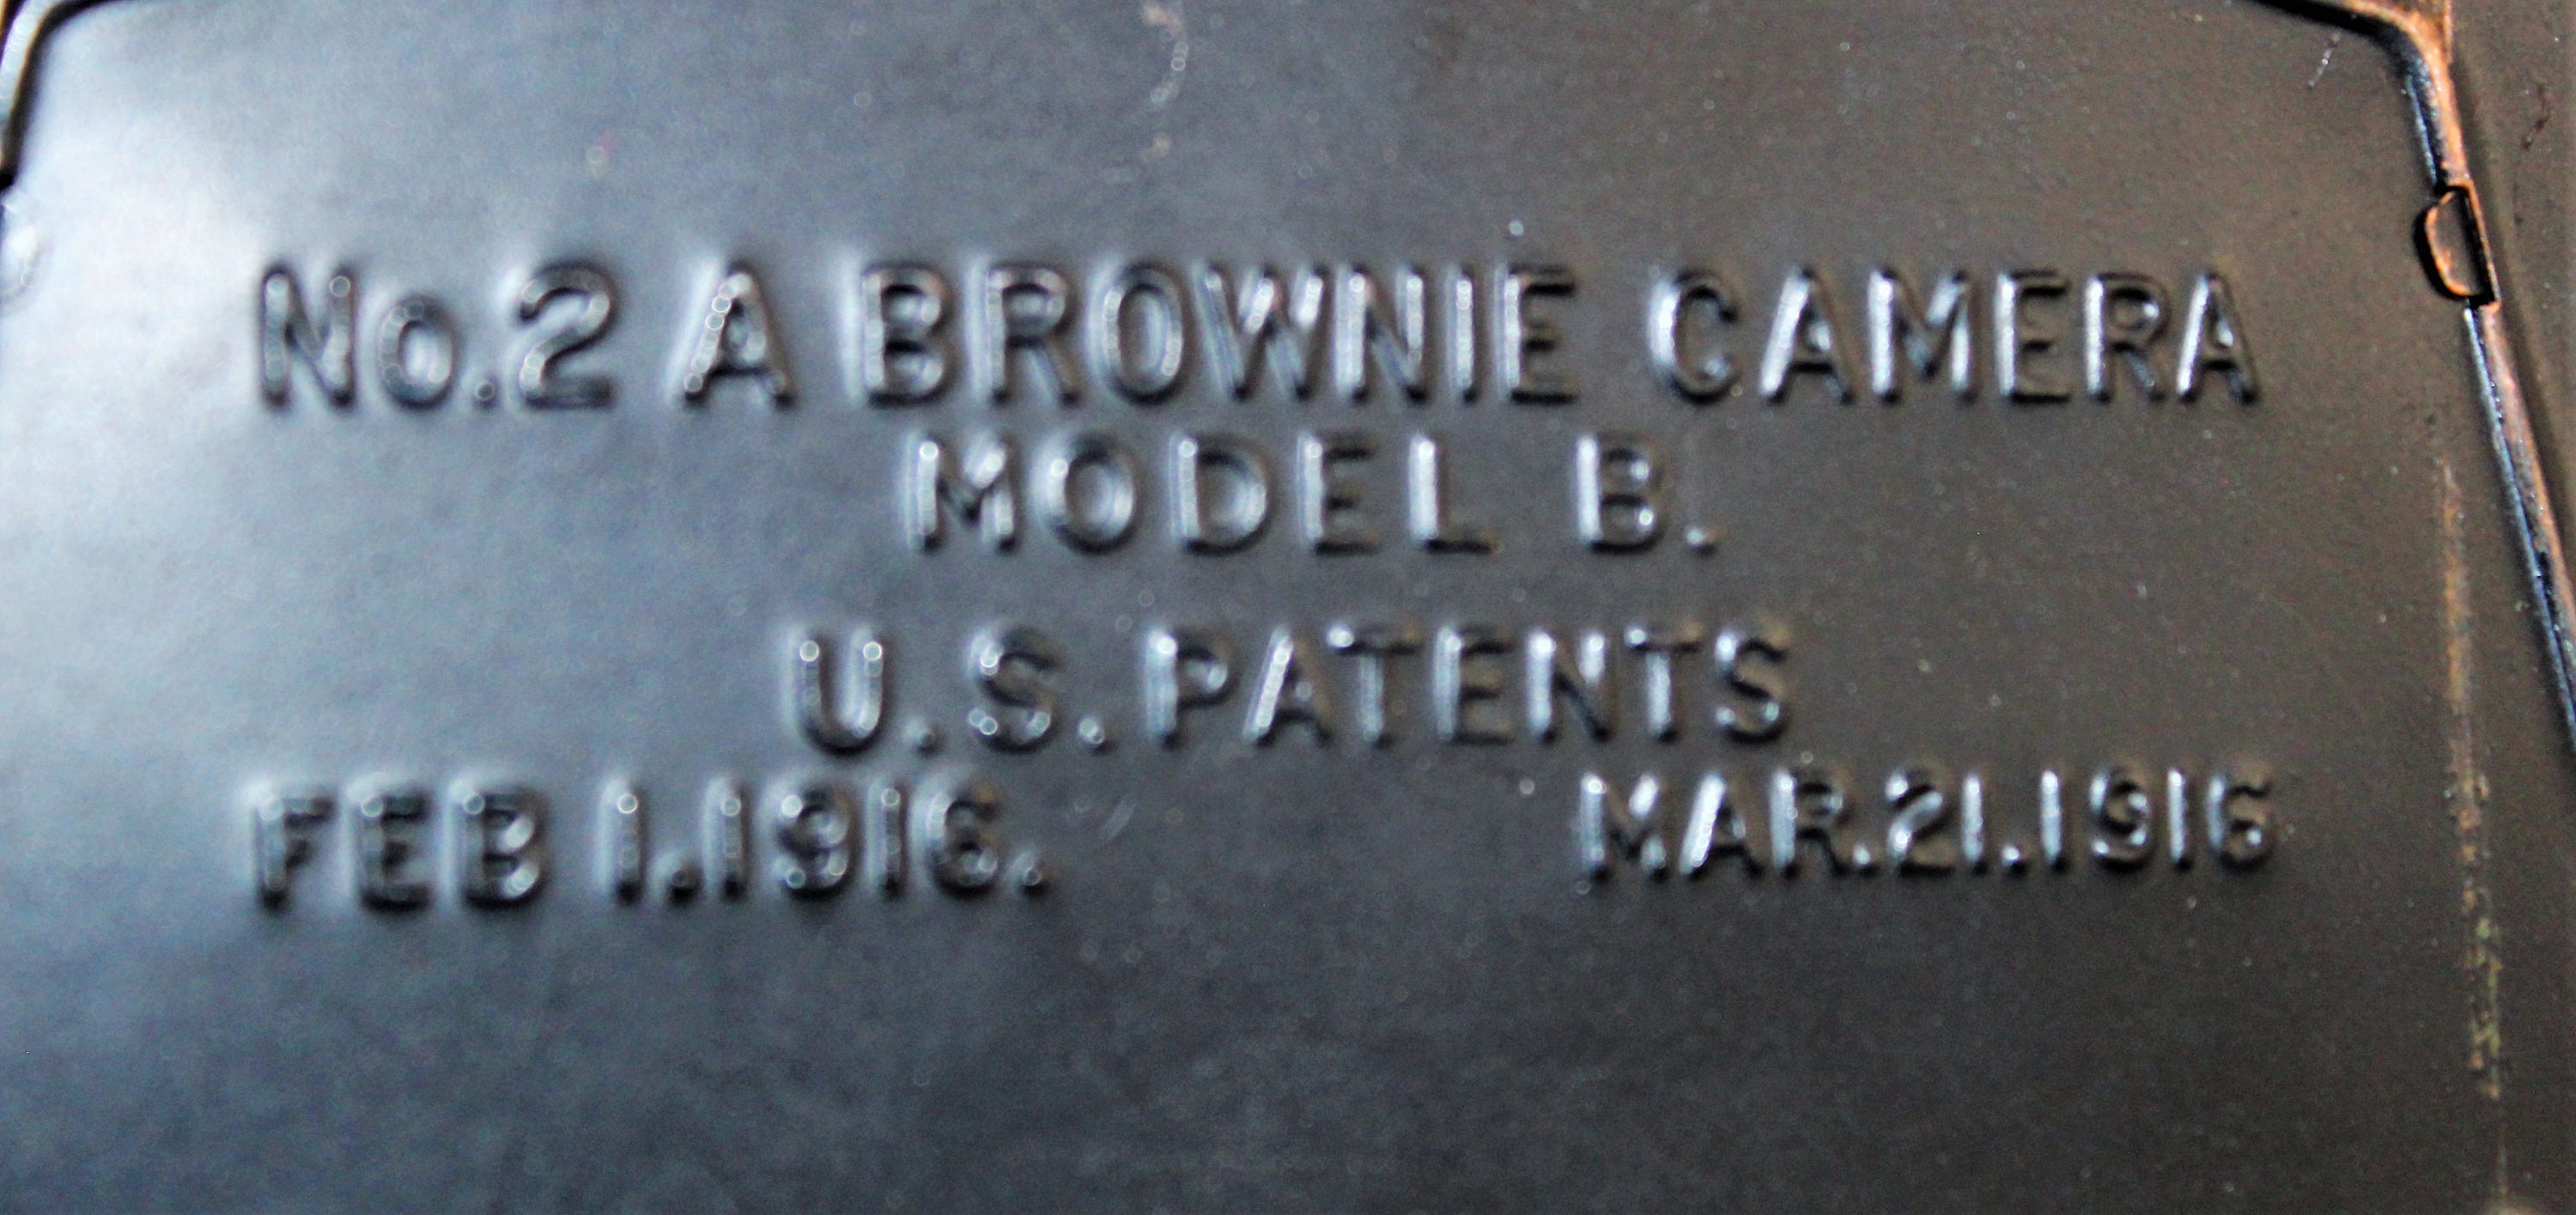 No.2 A BROWNIE CAMERA
MODEL B.
U.S. PATENTS
FEB 1.1916. MAR.21.1916